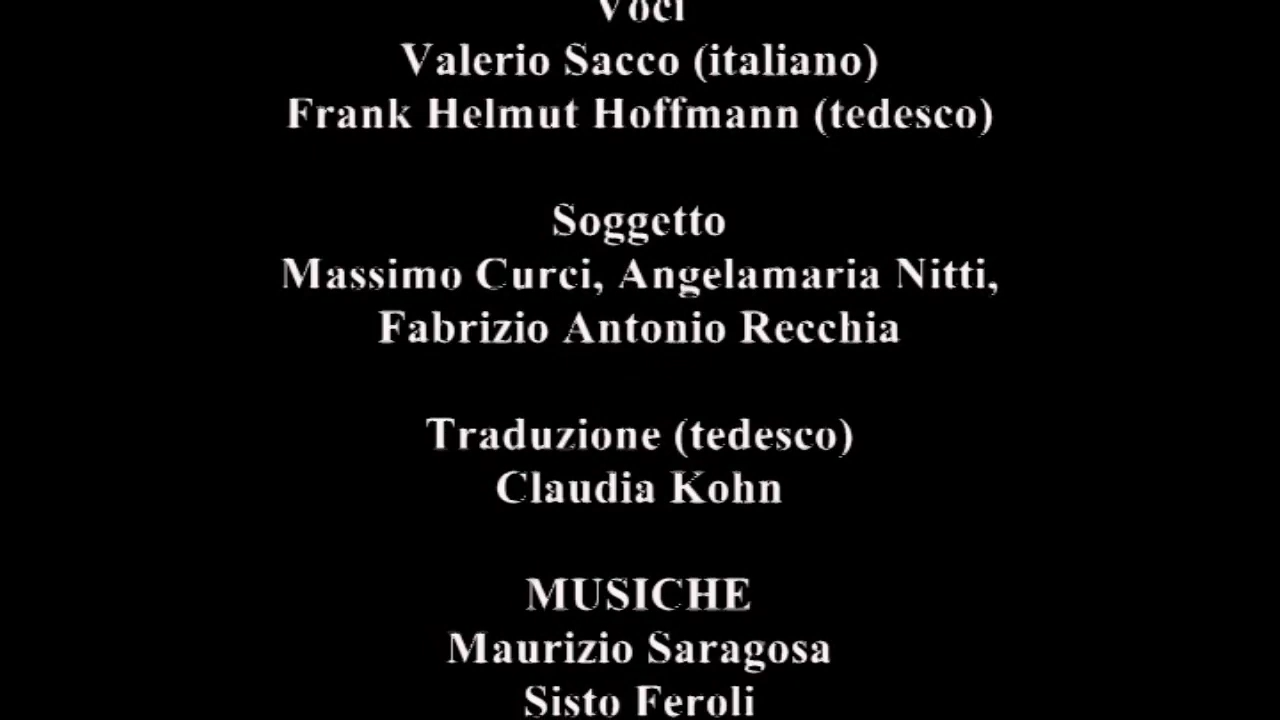 Voci
Valerio Sacco (italiano)
Frank Helmut Hoffmann (tedesco)
Soggetto
Massimo Curci, Angelamaria Nitti,
Fabrizio Antonio Recchia
Traduzione (tedesco)
Claudia Kohn
MUSICHE
Maurizio Saragosa
Sisto Feroli